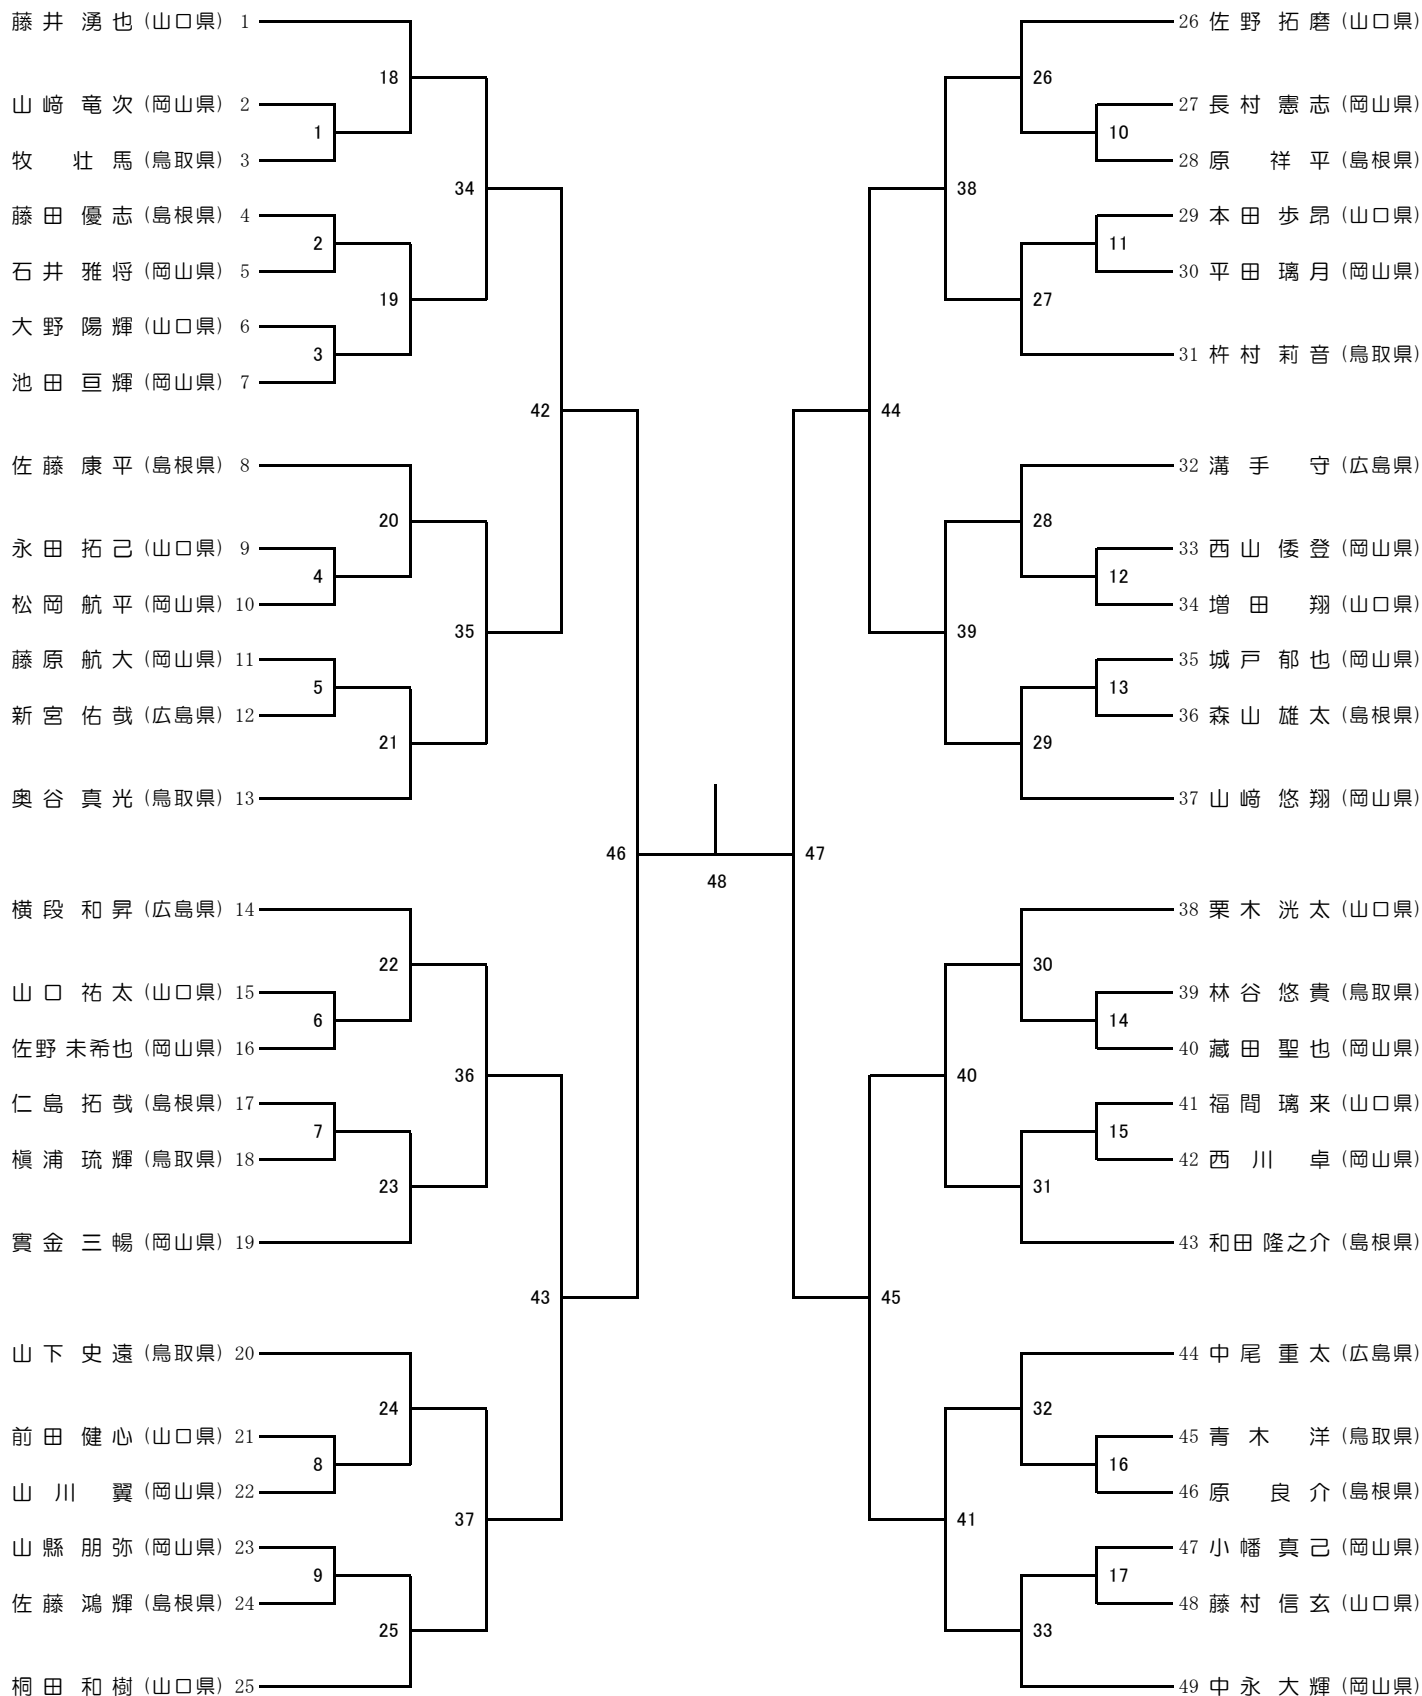 藤井 湧也 (山口県) 1
18
山﨑 竜次 (岡山県) 2
1
牧 壮馬 (鳥取県) 3
34
藤田 優志 (島根県) 4
2
石井 雅将 (岡山県) 5
19
大野 陽輝 (山口県) 6
3
池田 亘輝 (岡山県) 7
42
佐藤 康平 (島根県) 8
20
永田 拓己 (山口県) 9
4
松岡 航平 (岡山県) 10
35
藤原 航大 (岡山県) 11
5
新宮 佑哉 (広島県) 12
21
奥谷 真光 (鳥取県) 13
46
横段 和昇 (広島県) 14
22
山口 祐太 (山口県) 15
6
佐野 未希也 (岡山県) 16
36
仁島 拓哉 (島根県) 17
7
槇浦 琉輝 (鳥取県) 18
23
實金 三暢 (岡山県) 19
43
山下 史遠 (鳥取県) 20
24
前田 健心 (山口県) 21
8
山川 翼 (岡山県) 22
37
山縣 朋弥 (岡山県) 23
9
佐藤 鴻輝 (島根県) 24
25
桐田 和樹 (山口県) 25
48
26 佐野 拓磨 (山口県)
26
27 長村 憲志 (岡山県)
10
28 原 祥平 (島根県)
38
29 本田 歩昂 (山口県)
11
30 平田 璃月 (岡山県)
27
31 杵村 莉音 (鳥取県)
44
32 溝手 守 (広島県)
28
33 西山 倭登 (岡山県)
12
34 増田 翔 (山口県)
39
35 城戸 郁也 (岡山県)
13
36 森山 雄太 (島根県)
29
37 山﨑 悠翔 (岡山県)
47
38 栗木 洸太 (山口県)
30
39 林谷 悠貴 (鳥取県)
14
40 藏田 聖也 (岡山県)
40
41 福間 璃来 (山口県)
15
42 西川 卓 (岡山県)
31
43 和田 隆之介 (島根県)
45
44 中尾 重太 (広島県)
32
45 青木 洋 (鳥取県)
16
46 原 良介 (島根県)
41
47 小幡 真己 (岡山県)
17
48 藤村 信玄 (山口県)
33
49 中永 大輝 (岡山県)